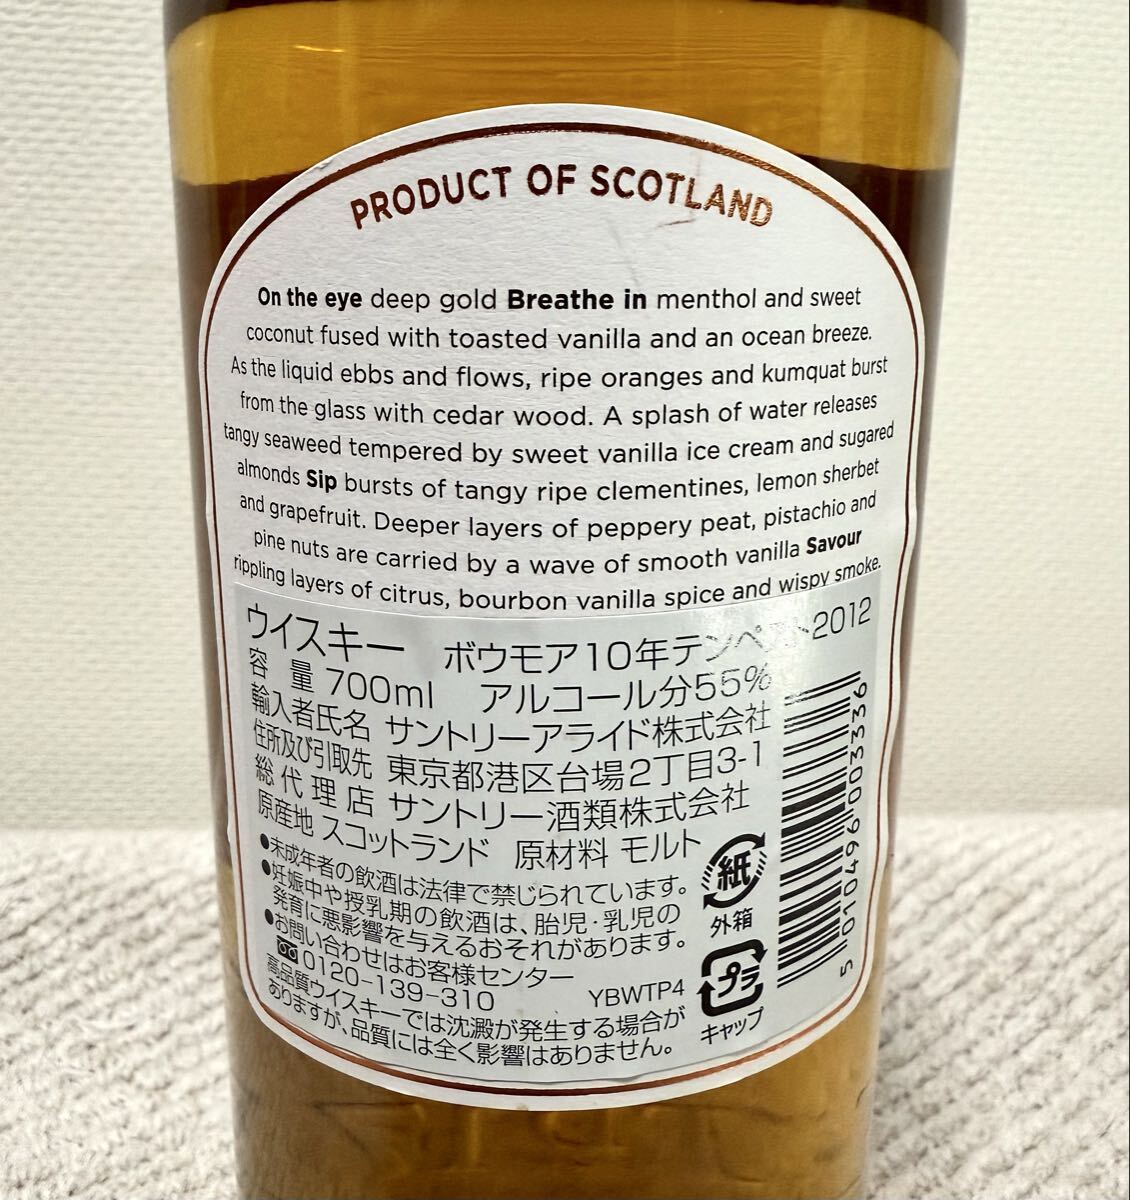 PRODUCT OF SCOTLAND
On the eye deep gold Breathe in menthol and sweet
coconut fused with toasted vanilla and an ocean breeze.
As the liquid ebbs and flows, ripe oranges and kumquat burst
from the glass with cedar wood. A splash of water releases
tangy seaweed tempered by sweet vanilla ice cream and sugared
almonds Sip bursts of tangy ripe clementines, lemon sherbet
and grapefruit. Deeper layers of peppery peat, pistachio and
pine nuts are carried by a wave of smooth vanilla Savour
rippling layers of citrus, bourbon vanilla spice and wispy smoke.
ウイスキー ボウモア10年テンペスト2012
容量 700ml アルコール分55%
輸入者氏名 サントリーアライド株式会社
住所及び引取先 東京都港区台場2丁目3-1
総代理店 サントリー酒類株式会社
原産地 スコットランド 原材料 モルト
●未成年者の飲酒は法律で禁じられています。
●妊娠中や授乳期の飲酒は、胎児・乳児の
発育に悪影響を与えるおそれがあります。
●お問い合わせはお客様センター
0120-139-310 YBWTP4
高品質ウイスキーでは沈澱が発生する場合が
ありますが、品質には全く影響はありません。
紙
外箱
プラ
キャップ
5 010496 003336